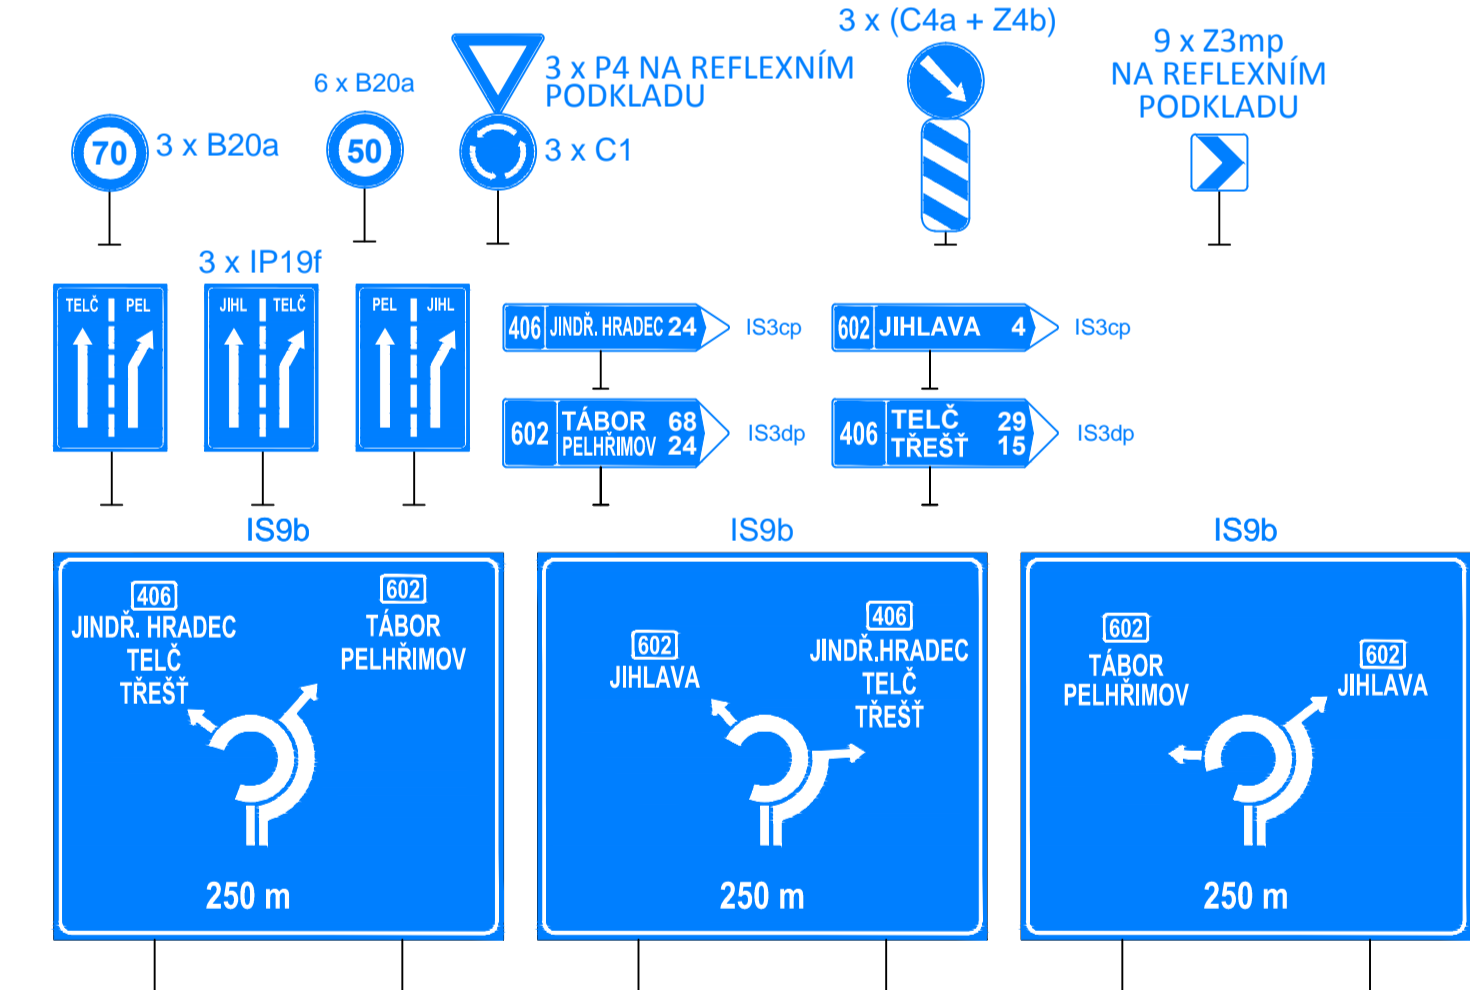 3 x (C4a + Z4b)
9 x Z3mp
NA REFLEXNÍM
PODKLADU
3 x P4 NA REFLEXNÍM
PODKLADU
6 x B20a
70
3 x B20a
50
3 x C1
3 x IP19f
TELČ PEL
JIHL TELČ
PEL JIHL
406 JINDŘ. HRADEC 24
IS3cp
602 JIHLAVA 4
IS3cp
602 TÁBOR 68
PELHŘIMOV 24
IS3dp
406 TELČ 29
TŘEŠŤ 15
IS3dp
IS9b
406
JINDŘ. HRADEC
TELČ
TŘEŠŤ
602
TÁBOR
PELHŘIMOV
250 m
IS9b
602
JIHLAVA
406
JINDŘ.HRADEC
TELČ
TŘEŠŤ
250 m
IS9b
602
TÁBOR
PELHŘIMOV
602
JIHLAVA
250 m